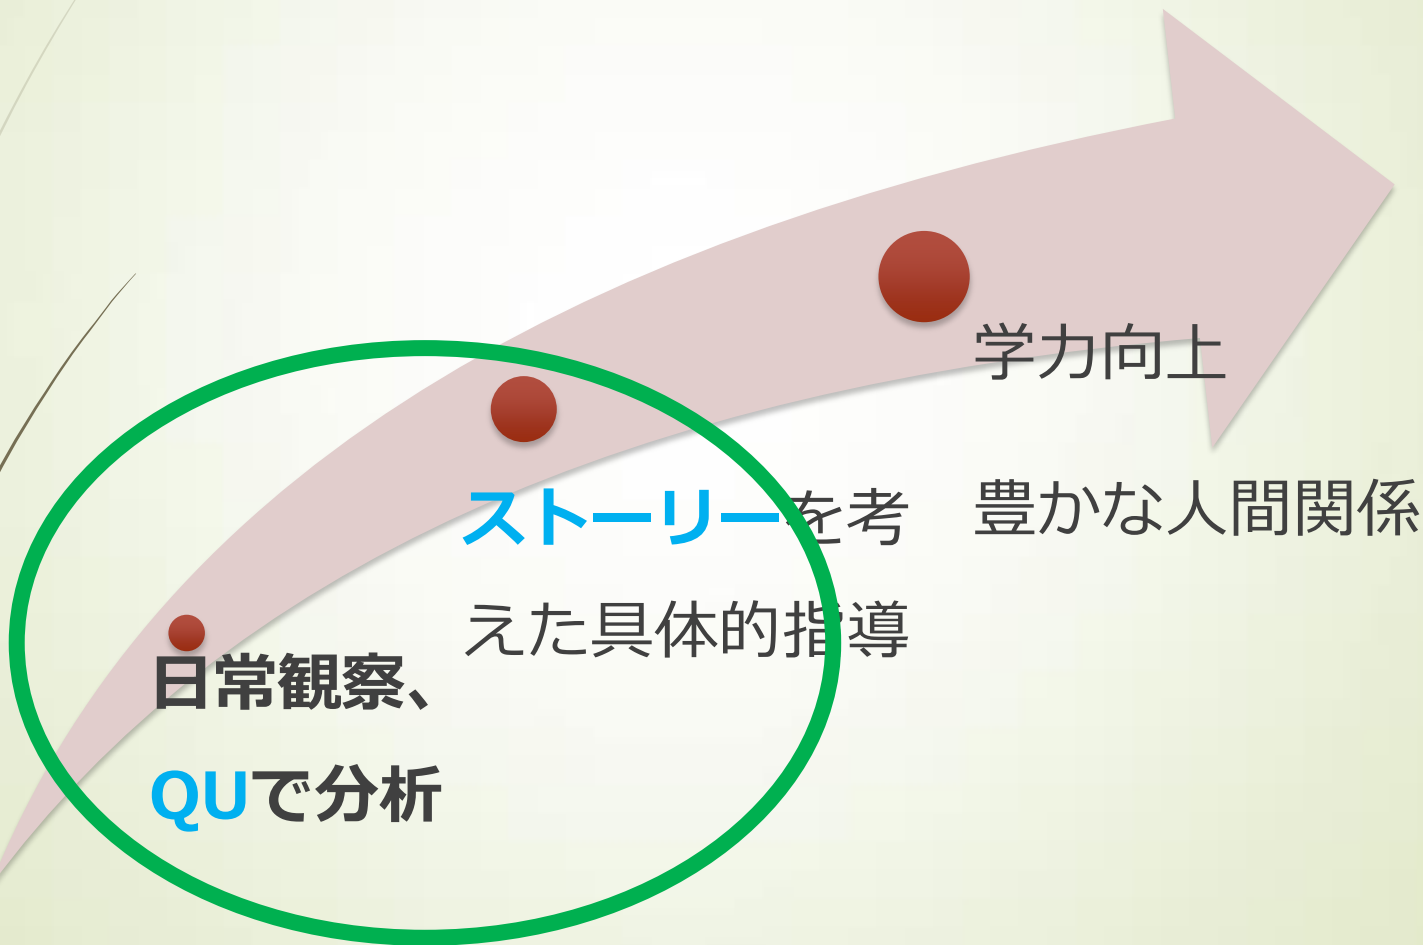 日常観察、
QUで分析
ストーリーを考
えた具体的指導
学力向上
豊かな人間関係